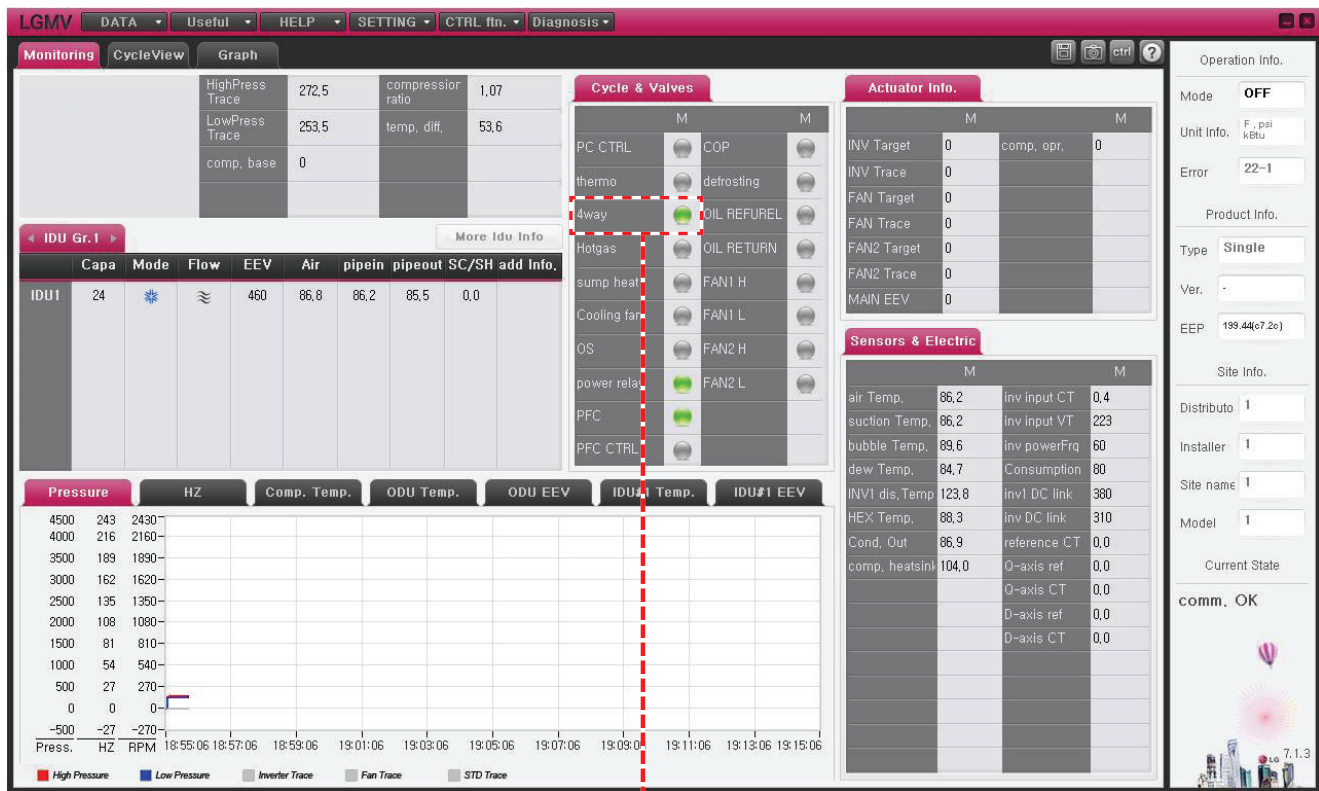 LGMV DATA Useful HELP SETTING CTRL ftn. Diagnosis
Monitoring CycleView Graph ctrl ?
HighPress Trace 272,5 compression ratio 1,07
LowPress Trace 253,5 temp, diff, 53,6
comp, base 0
IDU Gr.1 More Idu Info
Capa Mode Flow EEV Air pipein pipeout SC/SH add Info,
IDU1 24 460 86,8 86,2 85,5 0,0
Cycle & Valves
M M
PC CTRL COP
thermo defrosting
4way OIL REFUREL
Hotgas OIL RETURN
sump heat FAN1 H
Cooling fan FAN1 L
OS FAN2 H
power relay FAN2 L
PFC
PFC CTRL
Actuator Info.
M M
INV Target 0 comp, opr, 0
INV Trace 0
FAN Target 0
FAN Trace 0
FAN2 Target 0
FAN2 Trace 0
MAIN EEV 0
Sensors & Electric
M M
air Temp, 86,2 inv input CT 0,4
suction Temp, 86,2 inv input VT 223
bubble Temp, 89,6 inv powerFrq 60
dew Temp, 84,7 Consumption 80
INV1 dis,Temp 123,8 inv1 DC link 380
HEX Temp, 88,3 inv DC link 310
Cond, Out 86,9 reference CT 0,0
comp, heatsink 104,0 Q-axis ref 0,0
Q-axis CT 0,0
D-axis ref 0,0
D-axis CT 0,0
Pressure HZ Comp. Temp. ODU Temp. ODU EEV IDU#1 Temp. IDU#1 EEV
4500 243 2430
4000 216 2160
3500 189 1890
3000 162 1620
2500 135 1350
2000 108 1080
1500 81 810
1000 54 540
500 27 270
0 0 0
-500 -27 -270
Press. HZ RPM 18:55:06 18:57:06 18:59:06 19:01:06 19:03:06 19:05:06 19:07:06 19:09:0 19:11:06 19:13:06 19:15:06
High Pressure Low Pressure Inverter Trace Fan Trace STD Trace
Operation Info.
Mode OFF
Unit Info. F , psi
kBtu
Error 22-1
Product Info.
Type Single
Ver. -
EEP 199.44(c7.2c)
Site Info.
Distributo 1
Installer 1
Site name 1
Model 1
Current State
comm. OK
LG 7.1.3